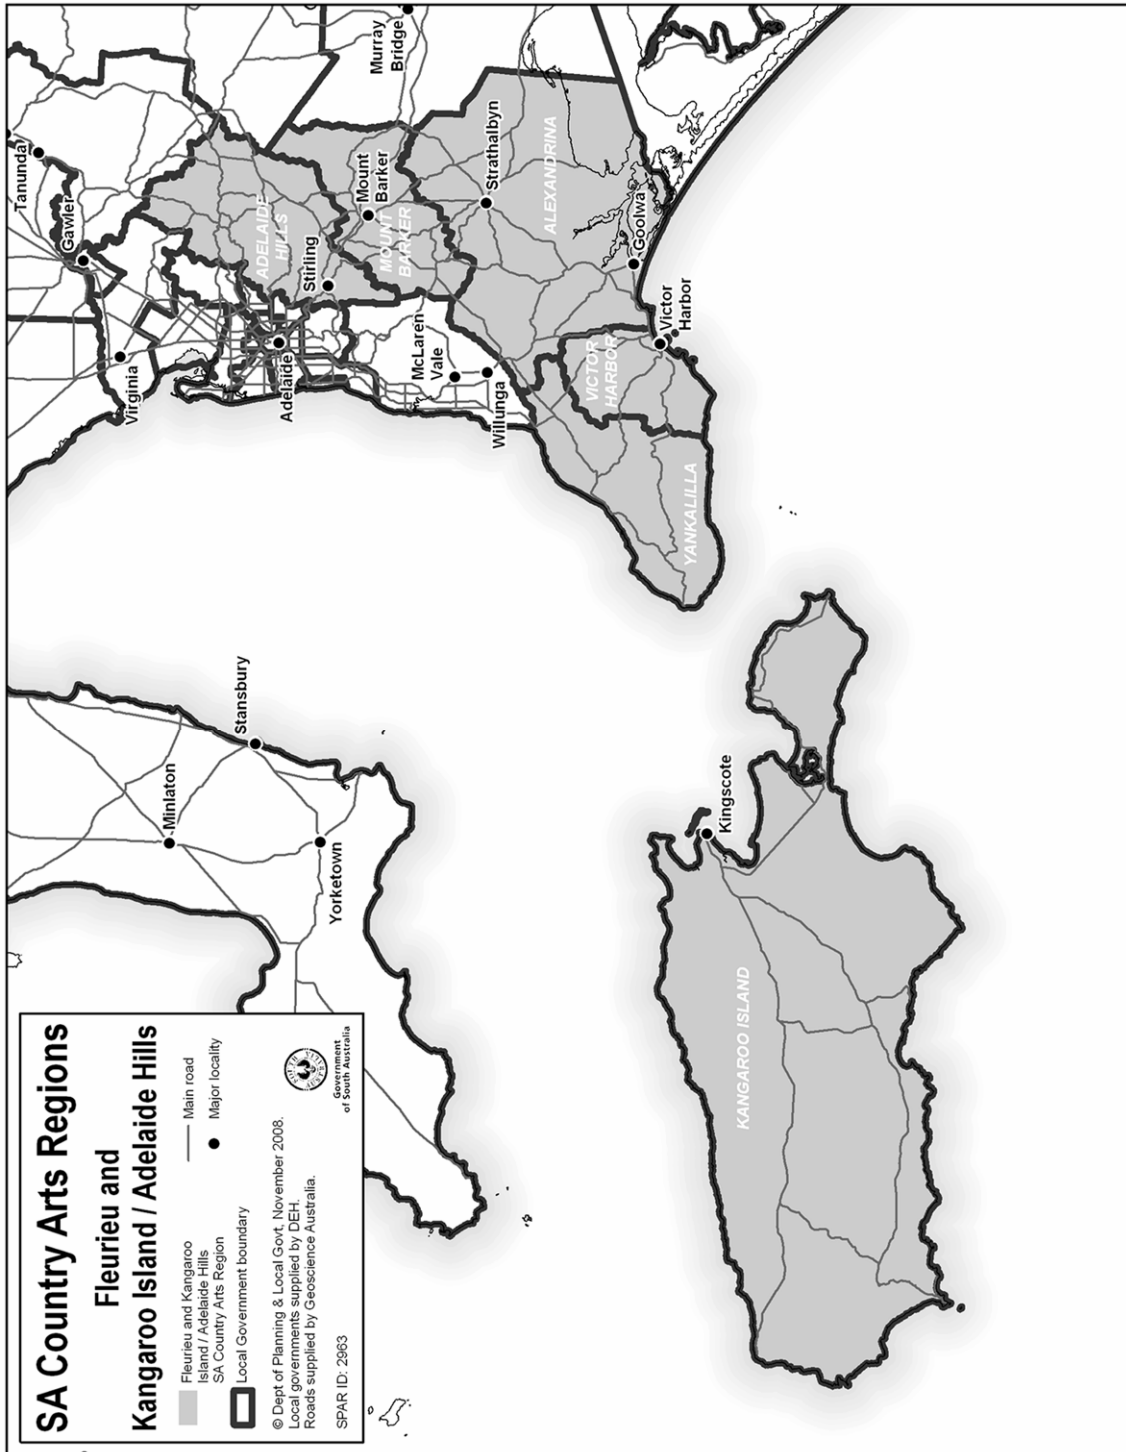 SA Country Arts Regions
Fleurieu and
Kangaroo Island / Adelaide Hills
Fleurieu and Kangaroo
Island / Adelaide Hills
SA Country Arts Region
Main road
Local Government boundary
Major locality
© Dept of Planning & Local Govt, November 2008.
Local governments supplied by DEH.
Roads supplied by Geoscience Australia.
SPAR ID: 2963
Government
of South Australia
Minlaton
Stansbury
Yorketown
Tanunda
Gawler
Virginia
Adelaide
ADELAIDE
HILLS
Stirling
Murray
Bridge
Mount
Barker
MOUNT
BARKER
McLaren
Vale
Willunga
Strathalbyn
ALEXANDRINA
Goolwa
Victor
Harbor
VICTOR
HARBOR
YANKALILLA
Kingscote
KANGAROO ISLAND